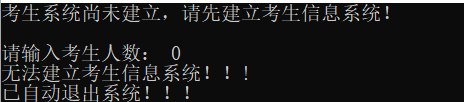 考生系统尚未建立，请先建立考生信息系统！
请输入考生人数： 0
无法建立考生信息系统！！！
已自动退出系统！！！